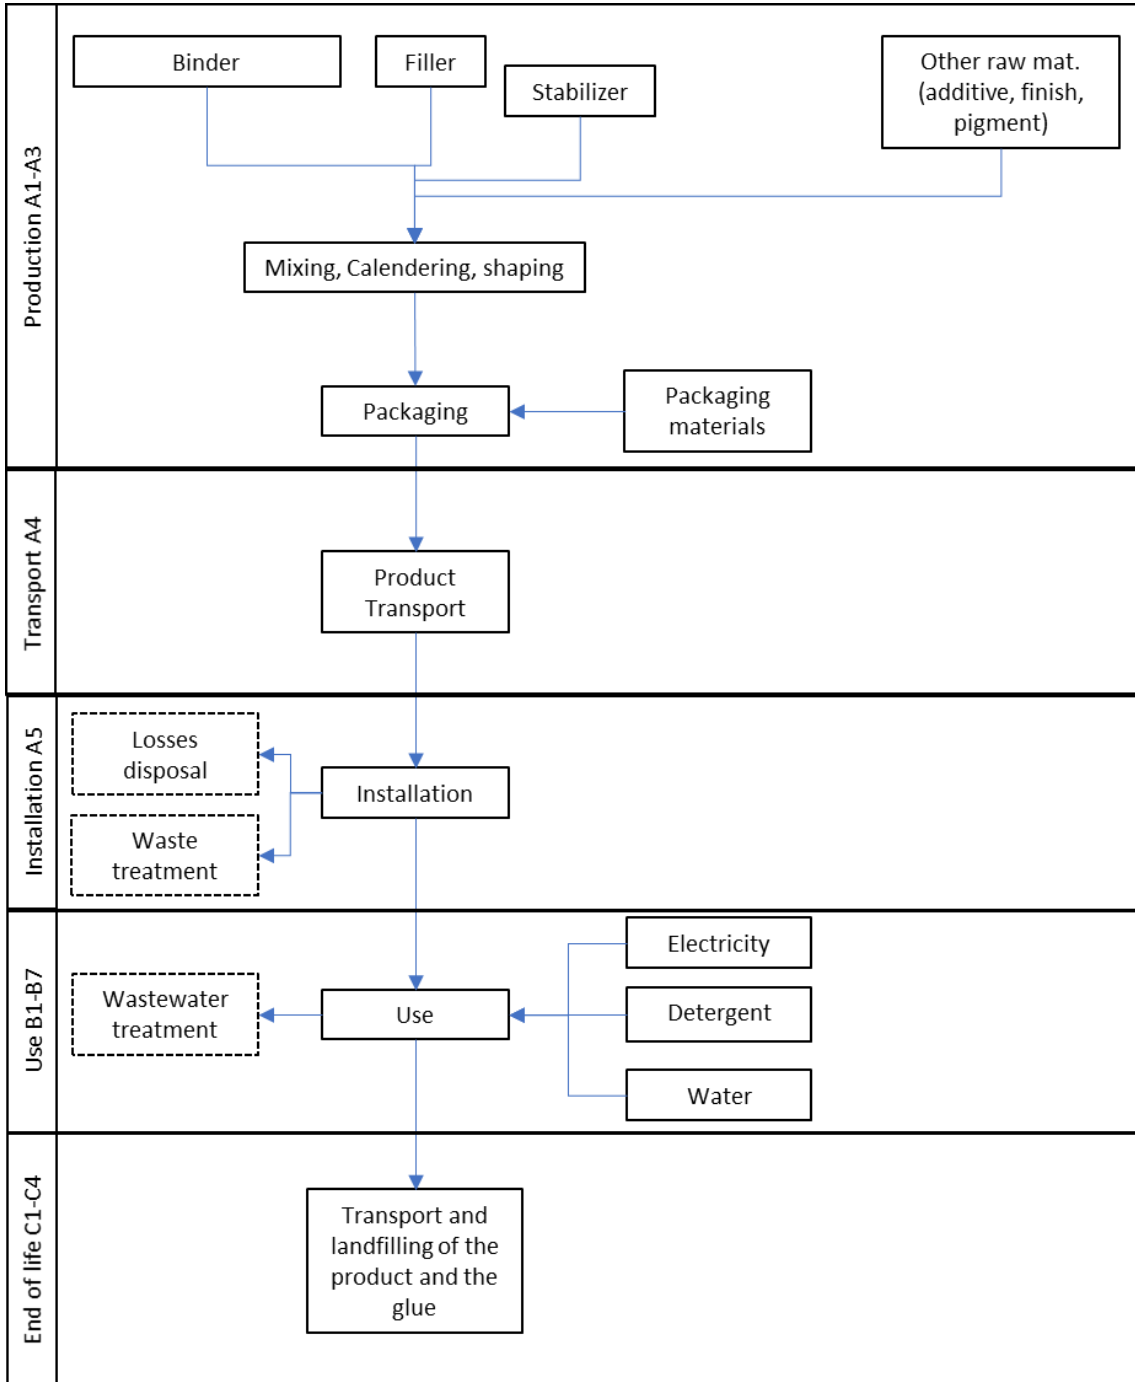 Production A1-A3
Binder
Filler
Stabilizer
Other raw mat.
(additive, finish,
pigment)
Mixing, Calendering, shaping
Packaging
Packaging
materials
Transport A4
Product
Transport
Installation A5
Losses
disposal
Installation
Waste
treatment
Use B1-B7
Electricity
Wastewater
treatment
Use
Detergent
Water
End of life C1-C4
Transport and
landfilling of the
product and the
glue